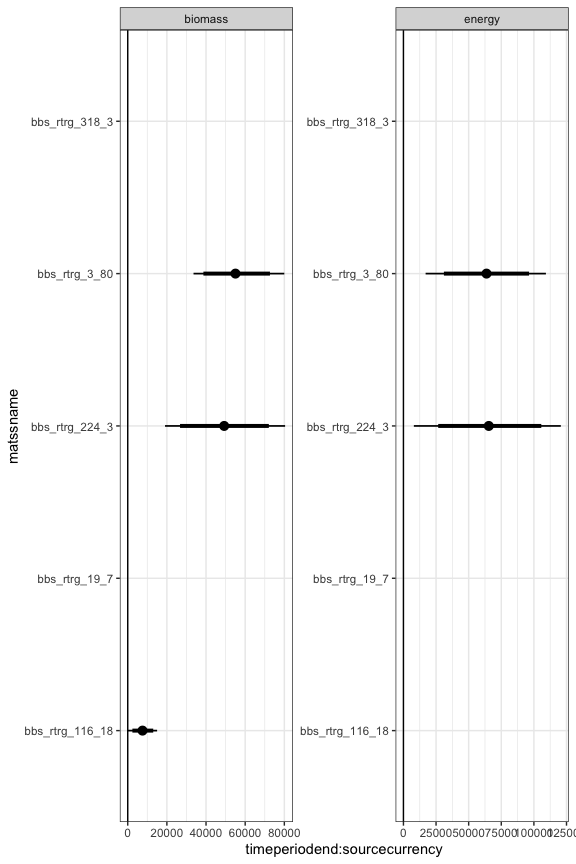 biomass
energy
matssname
bbs_rtrg_318_3
bbs_rtrg_3_80
bbs_rtrg_224_3
bbs_rtrg_19_7
bbs_rtrg_116_18
bbs_rtrg_318_3
bbs_rtrg_3_80
bbs_rtrg_224_3
bbs_rtrg_19_7
bbs_rtrg_116_18
0 20000 40000 60000 80000
0 25000 50000 75000 100000
timeperiodend:sourcecurrency